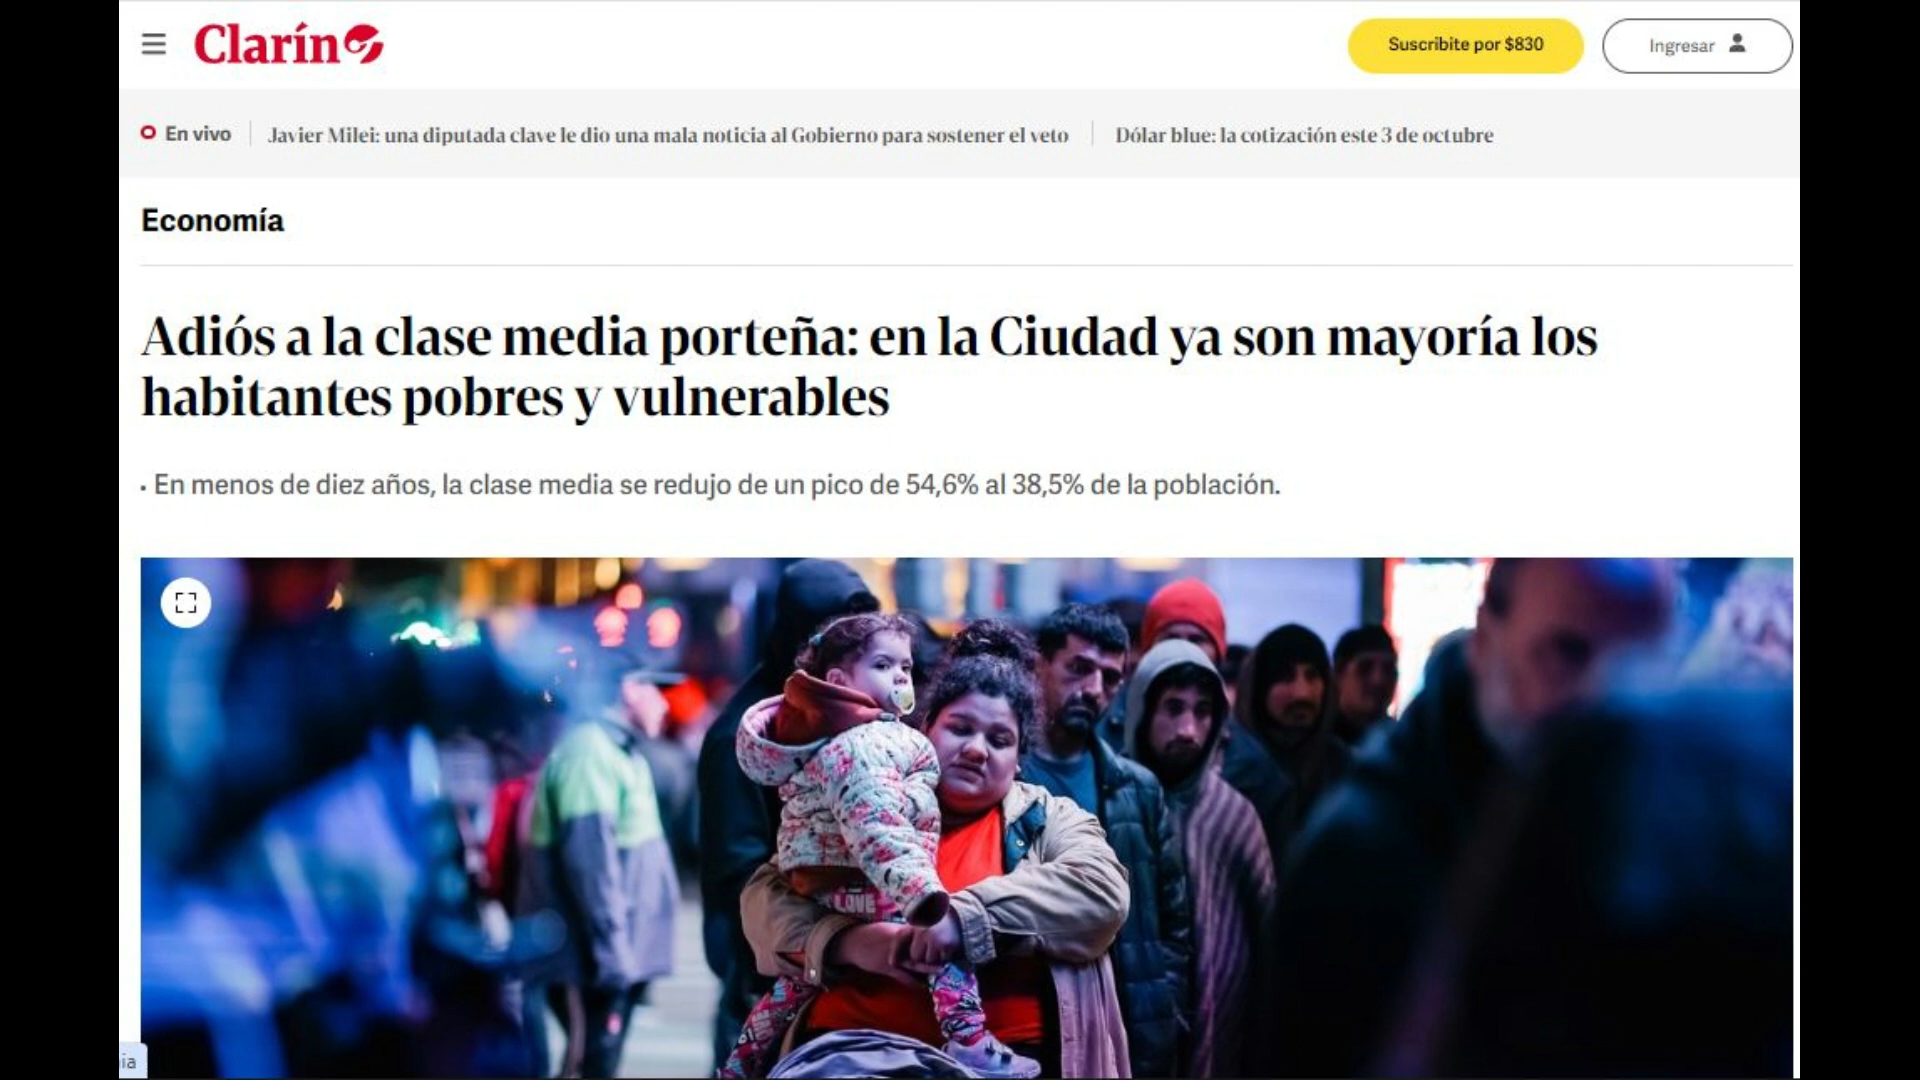 Clarín
Suscribite por $830
Ingresar
En vivo
Javier Milei: una diputada clave le dio una mala noticia al Gobierno para sostener el veto
Dólar blue: la cotización este 3 de octubre
Economía
Adiós a la clase media porteña: en la Ciudad ya son mayoría los
habitantes pobres y vulnerables
· En menos de diez años, la clase media se redujo de un pico de 54,6% al 38,5% de la población.
LOVE
ia